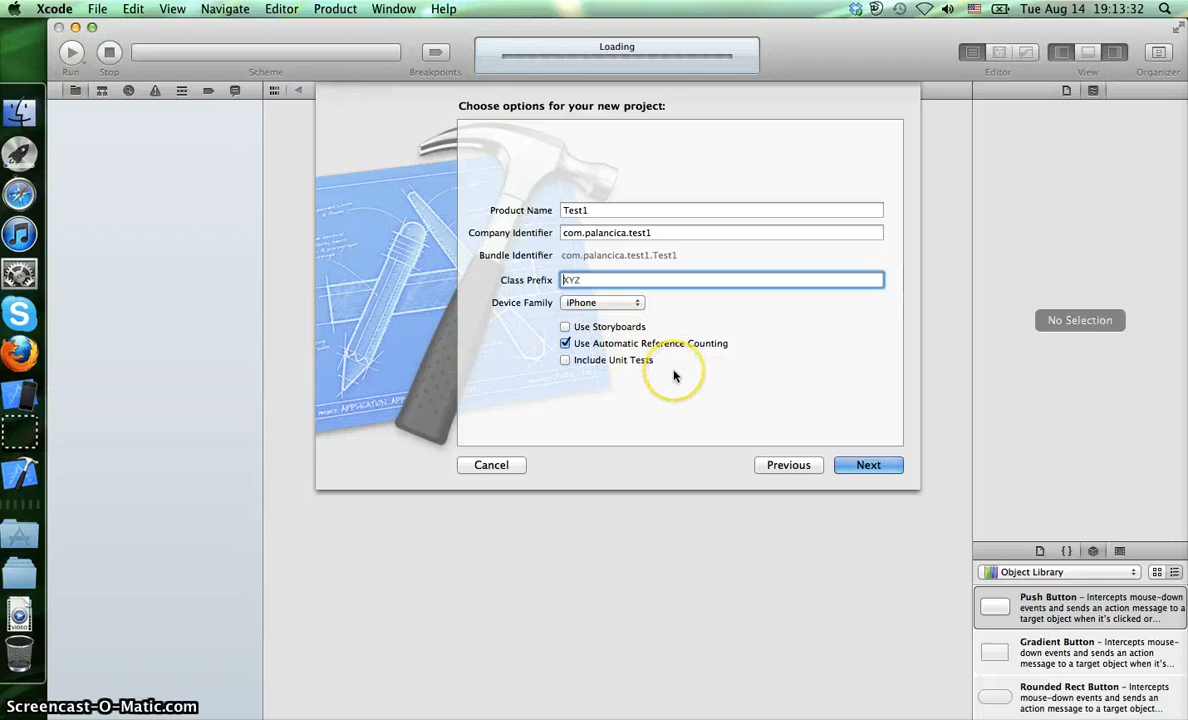 Xcode File Edit View Navigate Editor Product Window Help Tue Aug 14 19:13:32
Loading
Run Stop Scheme Breakpoints Editor View Organizer
Choose options for your new project:
Product Name Test1
Company Identifier com.palancica.test1
Bundle Identifier com.palancica.test1.Test1
Class Prefix XYZ
Device Family iPhone
Use Storyboards
Use Automatic Reference Counting
Include Unit Tests
No Selection
Cancel Previous Next
{ } Object Library
Push Button – Intercepts mouse-down
events and sends an action message to a
target object when it's clicked or...
Gradient Button – Intercepts mouse-
down events and sends an action
message to a target object when it's...
Rounded Rect Button – Intercepts
mouse-down events and sends an action
message to a target object when it's...
Screencast-O-Matic.com